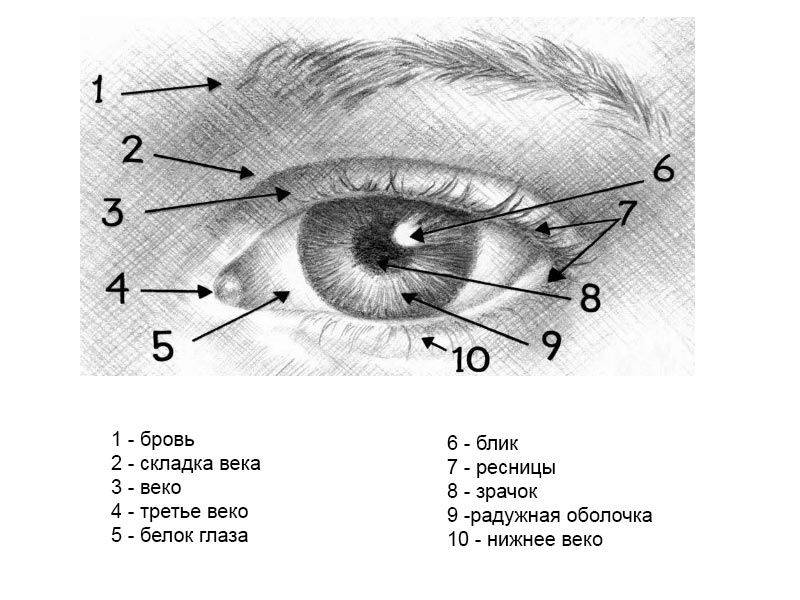 1
2
3
4
5
6
7
8
9
10
1 - бровь
2 - складка века
3 - веко
4 - третье веко
5 - белок глаза
6 - блик
7 - ресницы
8 - зрачок
9 -радужная оболочка
10 - нижнее веко